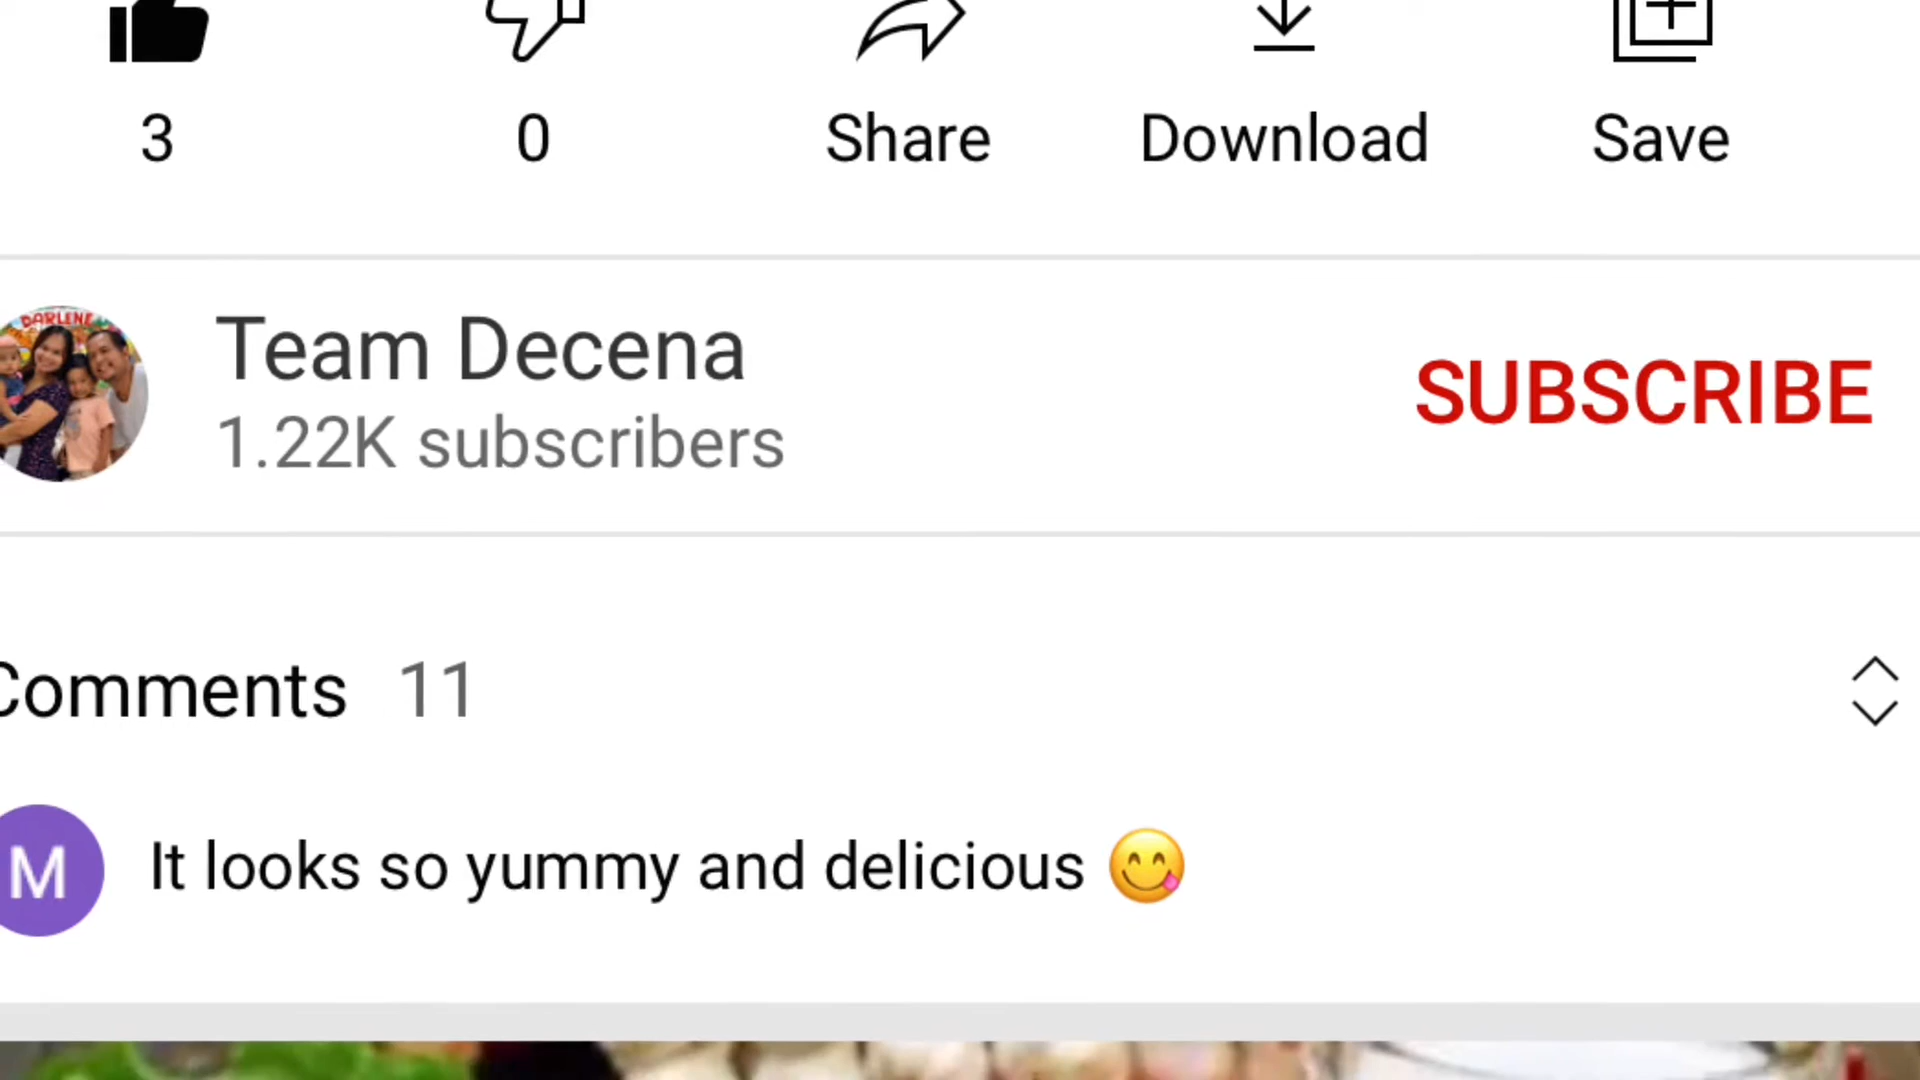 3
0
Share
Download
Save
DARLENE
Team Decena
1.22K subscribers
SUBSCRIBE
Comments 11
M
It looks so yummy and delicious 😋